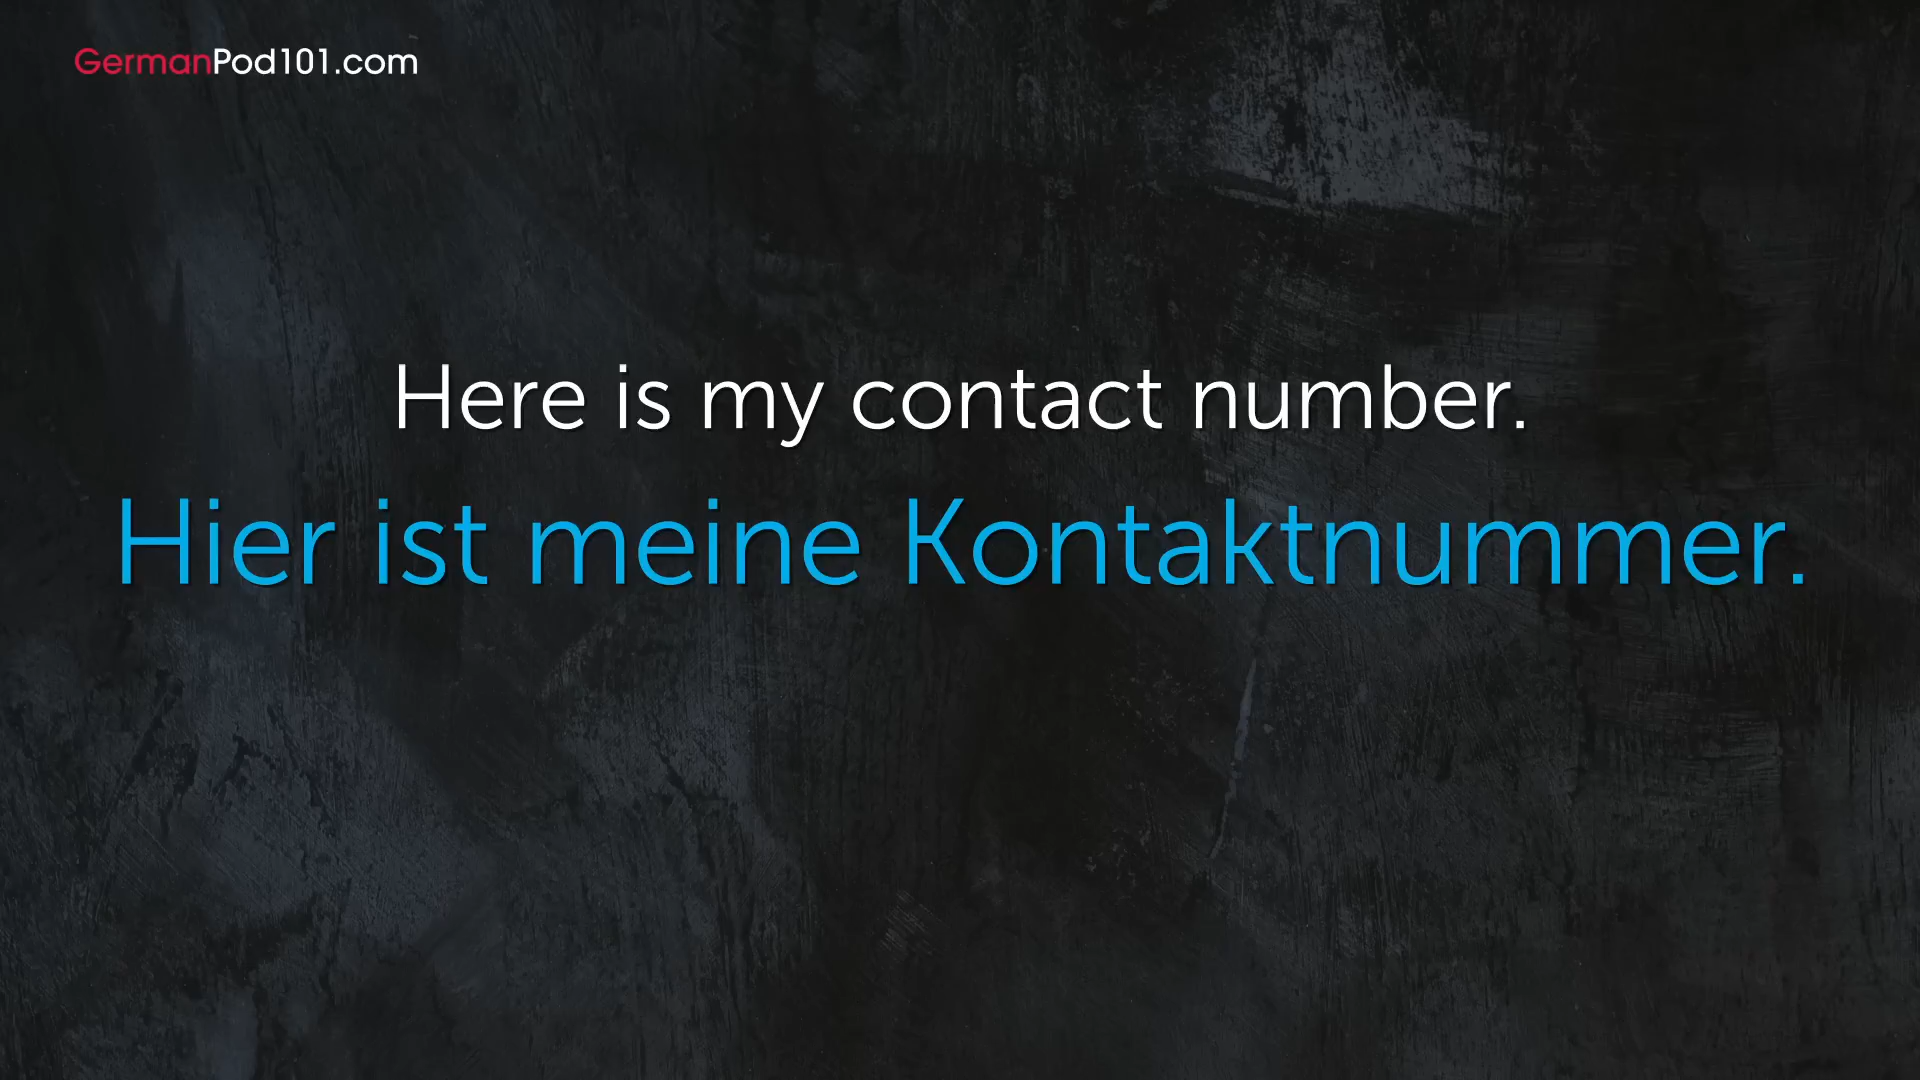 GermanPod101.com
Here is my contact number.
Hier ist meine Kontaktnummer.